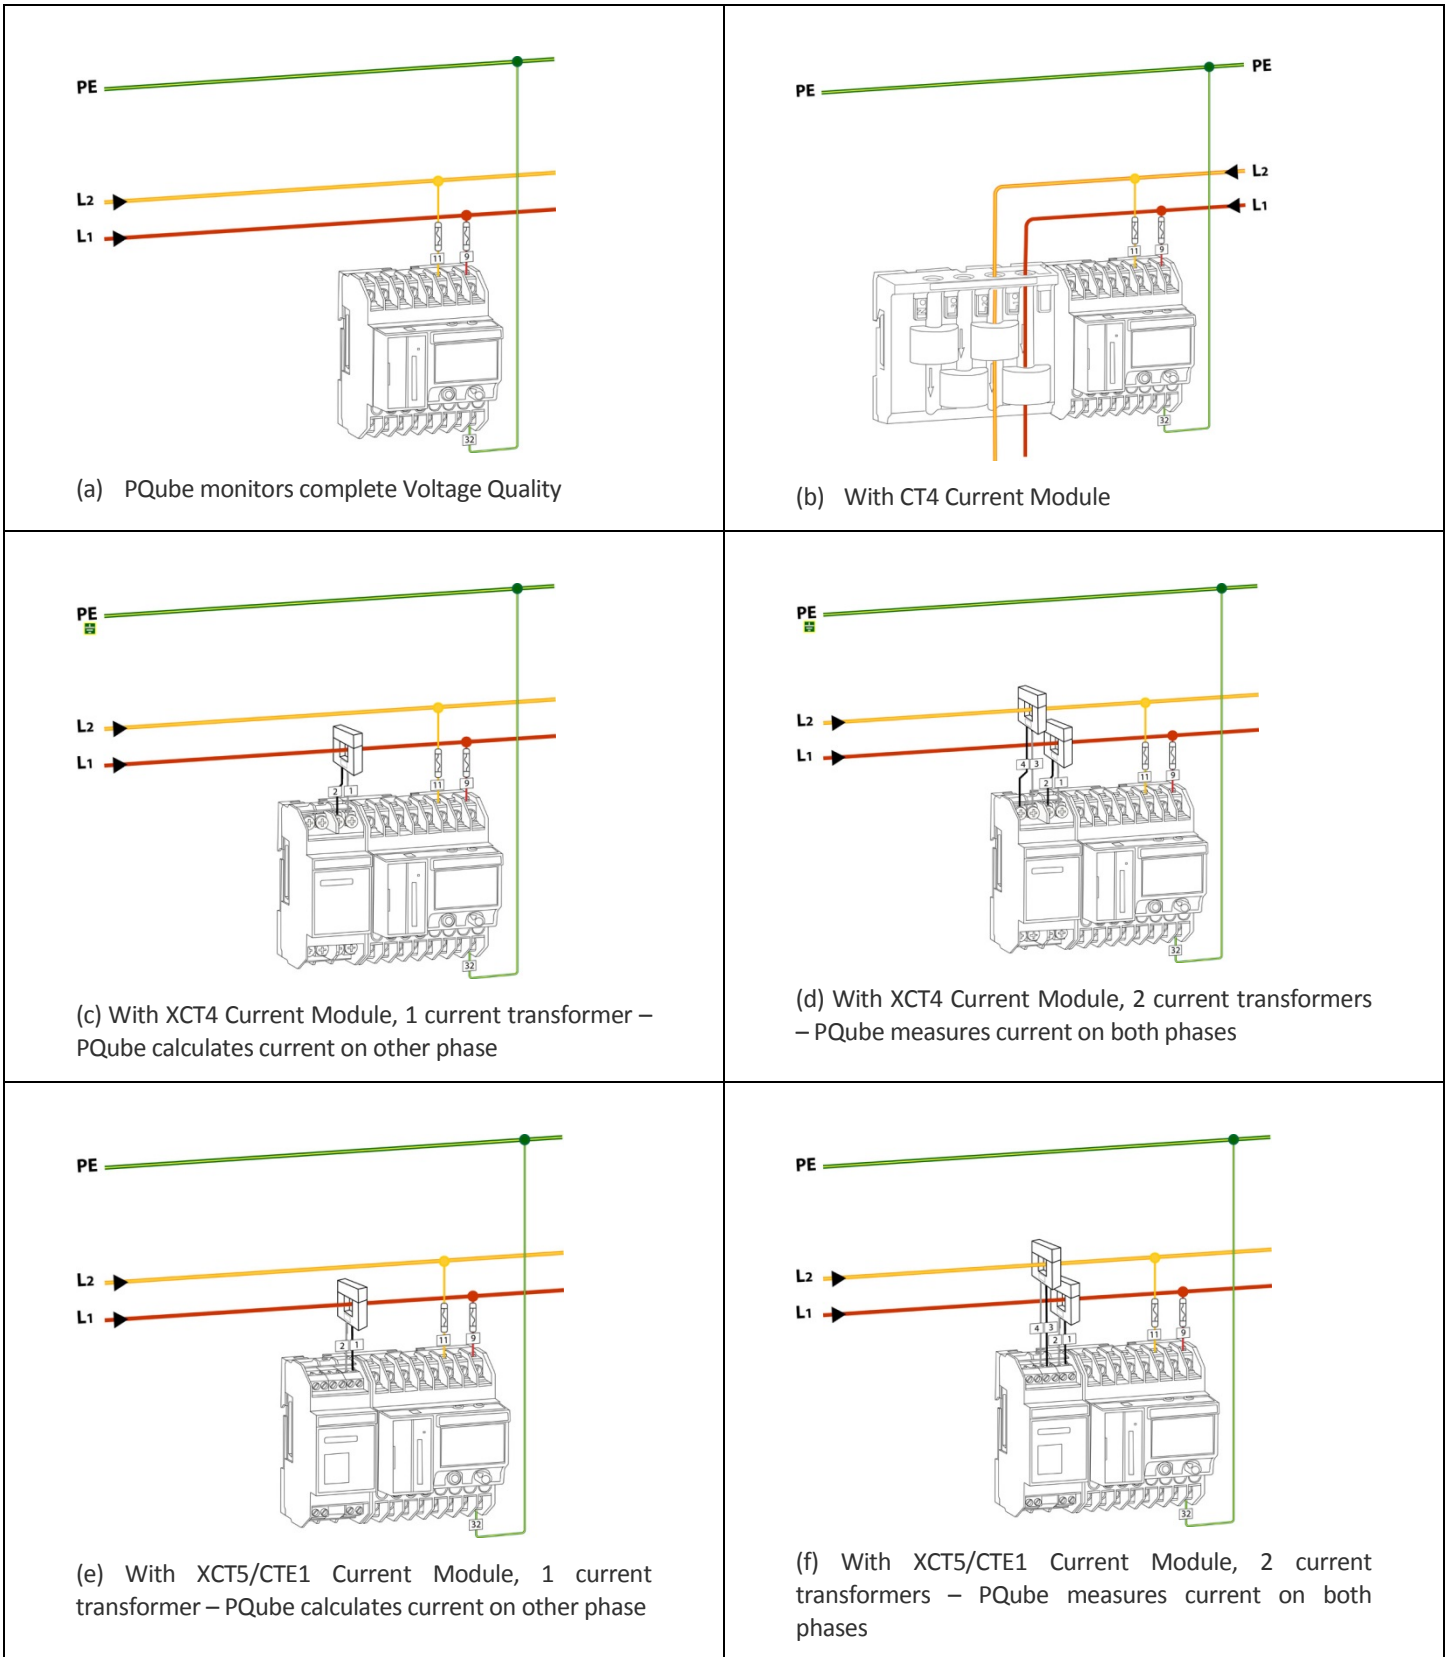 PE
L2
L1
11
9
32
(a) PQube monitors complete Voltage Quality
PE
PE
L2
L1
11
9
32
(b) With CT4 Current Module
PE
L2
L1
2 1
11
9
32
(c) With XCT4 Current Module, 1 current transformer –
PQube calculates current on other phase
PE
L2
L1
4 3
2 1
11
9
32
(d) With XCT4 Current Module, 2 current transformers
– PQube measures current on both phases
PE
L2
L1
2 1
11
9
32
(e) With XCT5/CTE1 Current Module, 1 current
transformer – PQube calculates current on other phase
PE
L2
L1
4 3
2 1
11
9
32
(f) With XCT5/CTE1 Current Module, 2 current
transformers – PQube measures current on both
phases